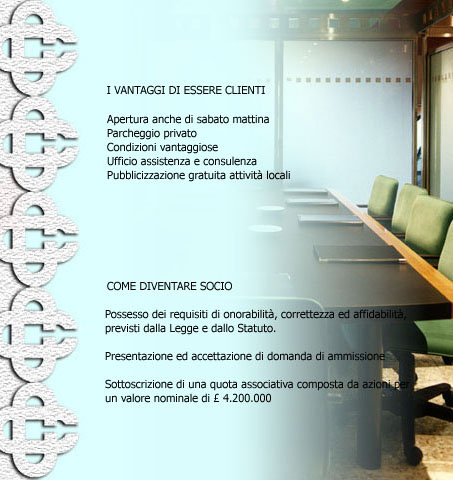 I VANTAGGI DI ESSERE CLIENTI
Apertura anche di sabato mattina
Parcheggio privato
Condizioni vantaggiose
Ufficio assistenza e consulenza
Pubblicizzazione gratuita attività locali
COME DIVENTARE SOCIO
Possesso dei requisiti di onorabilità, correttezza ed affidabilità,
previsti dalla Legge e dallo Statuto.
Presentazione ed accettazione di domanda di ammissione
Sottoscrizione di una quota associativa composta da azioni per
un valore nominale di £ 4.200.000